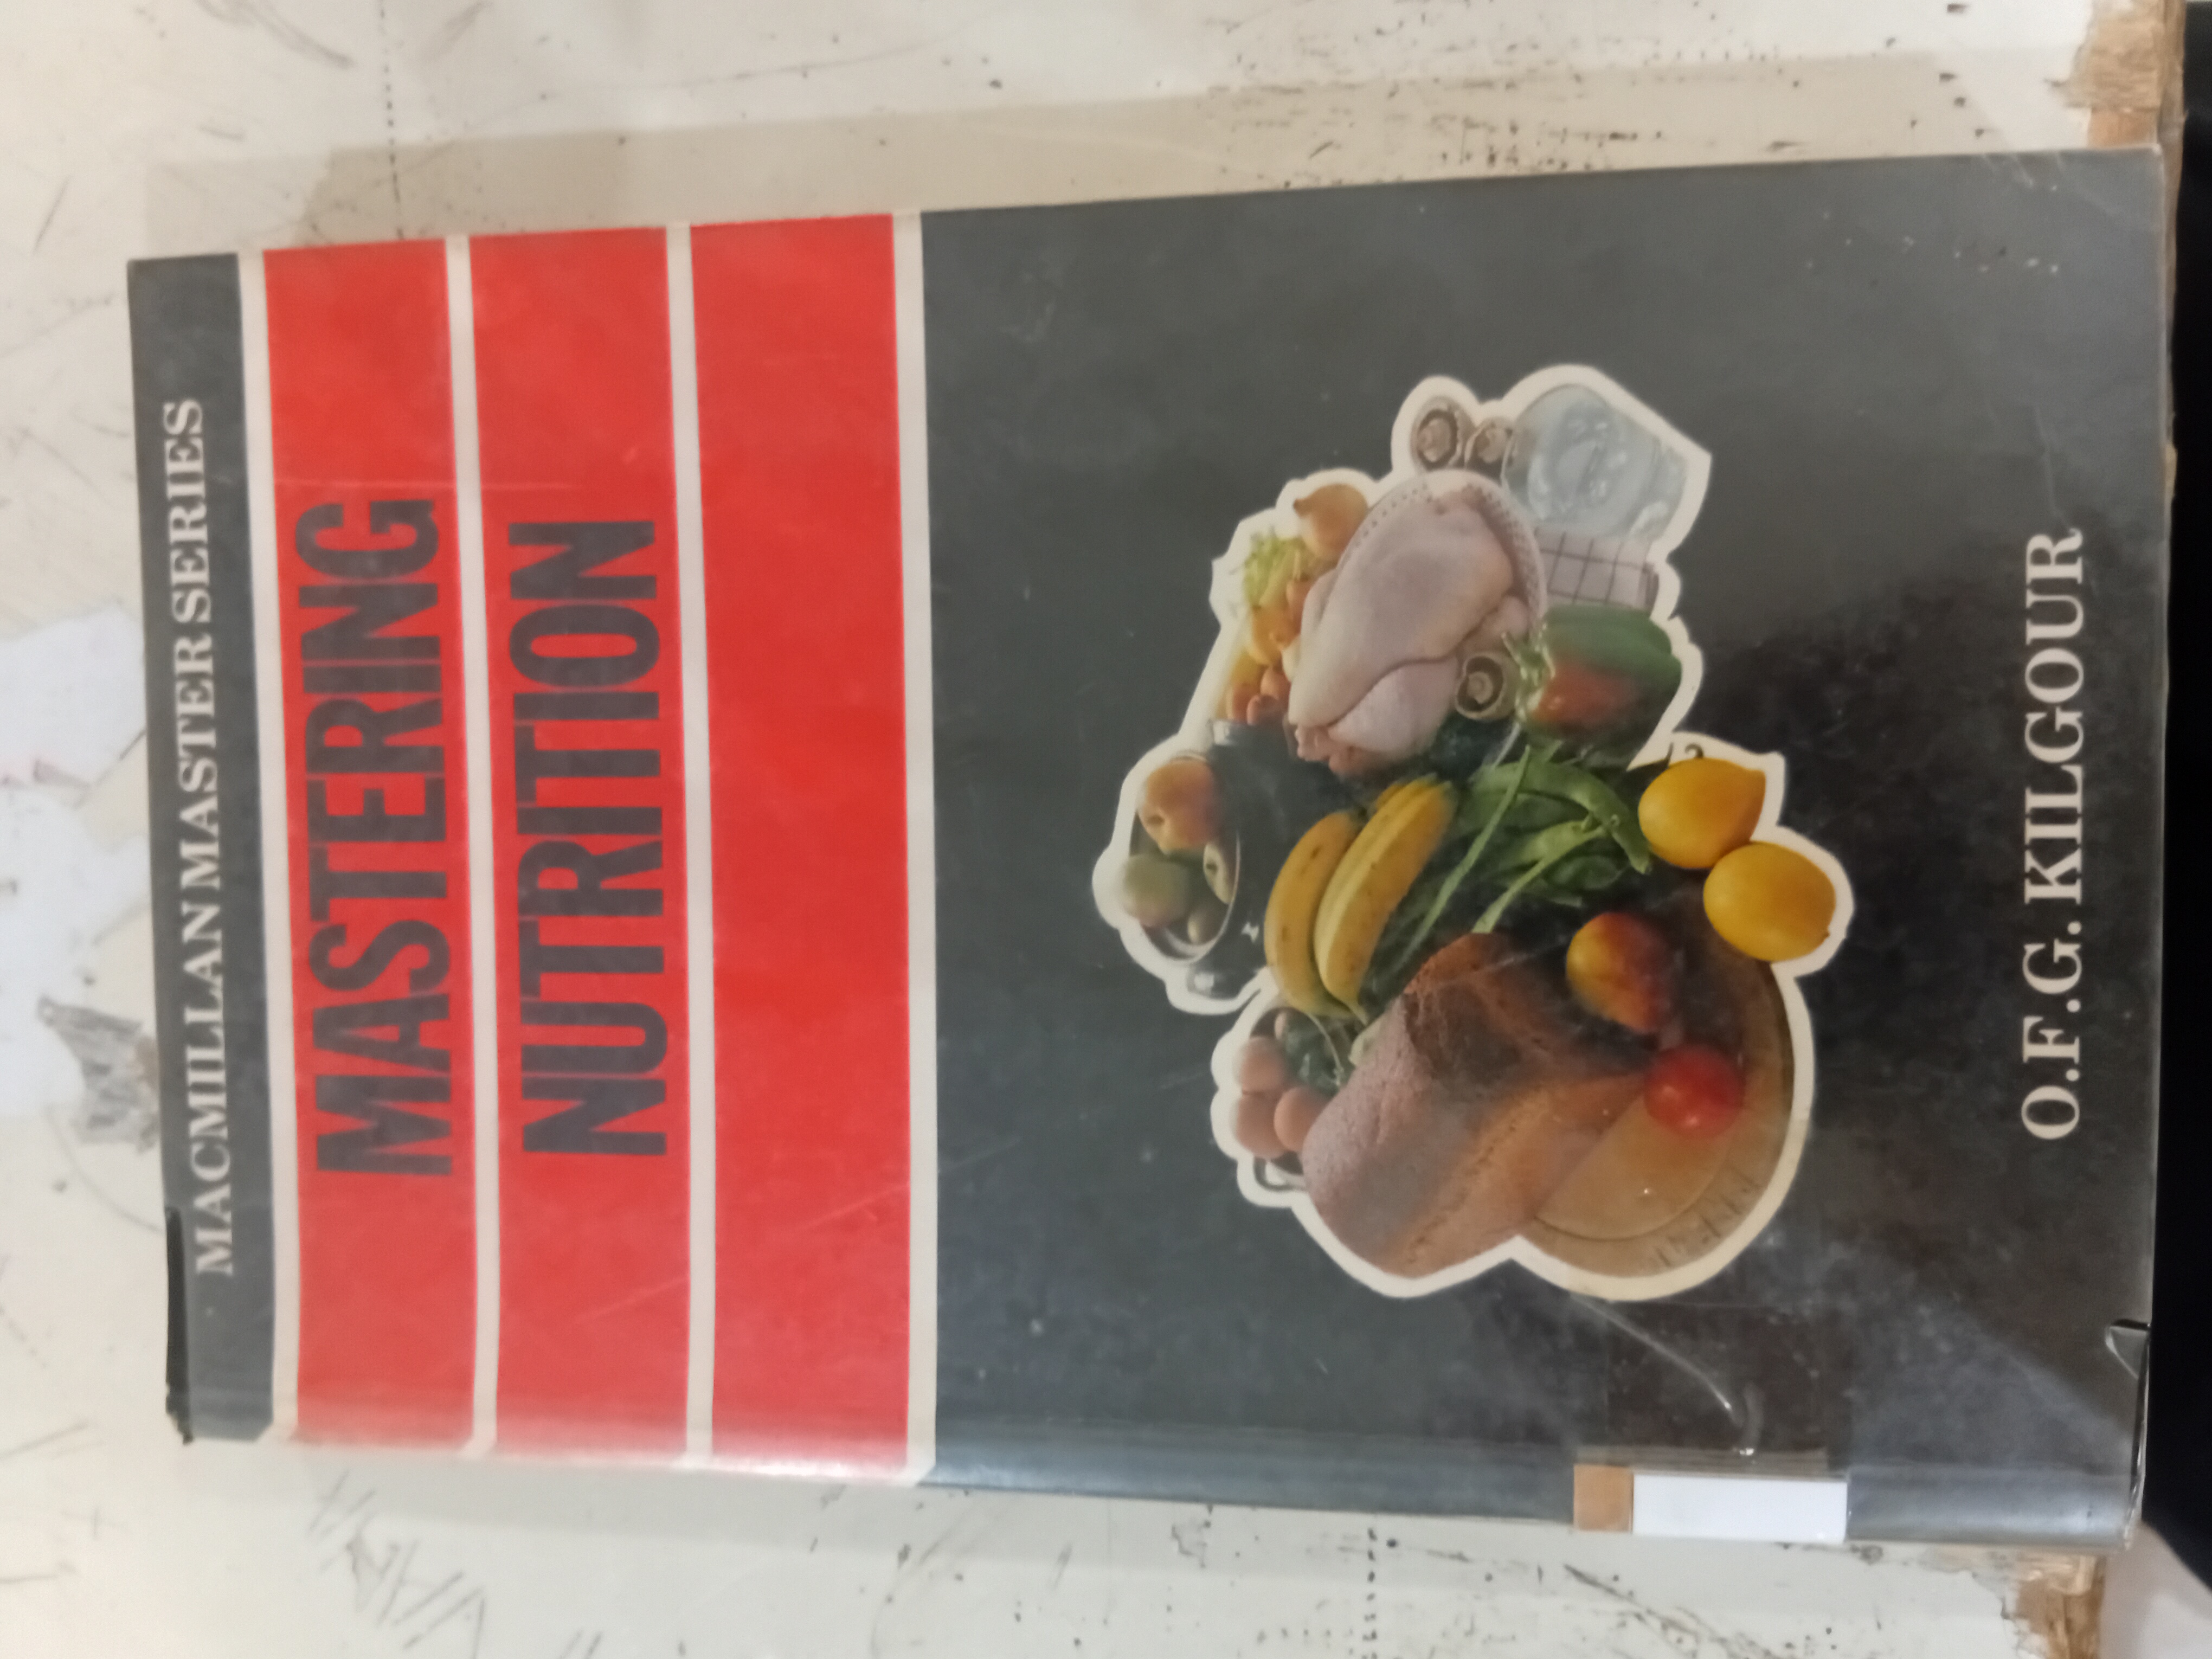 MACMILLAN MASTER SERIES
MASTERING
NUTRITION
O.F.G. KILGOUR